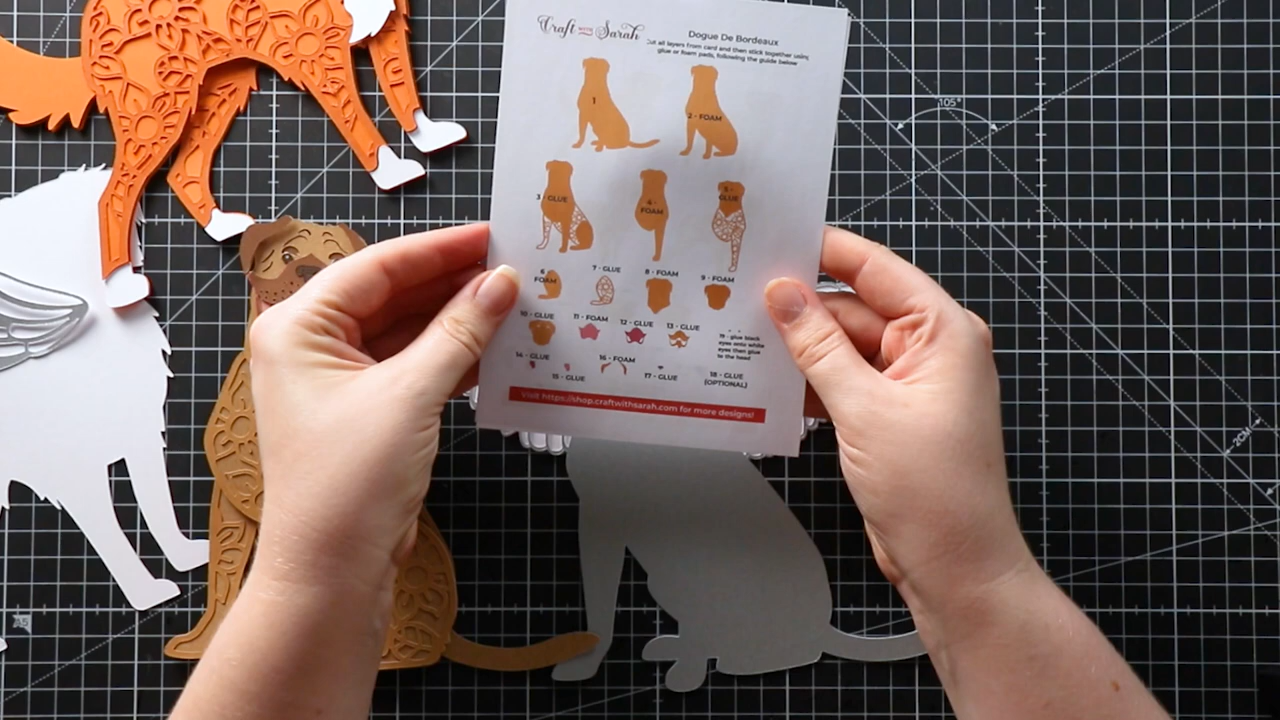 Craft WITH Sarah
Dogue De Bordeaux
Cut all layers from card and then stick together using
glue or foam pads, following the guide below
1
2 - FOAM
3 - GLUE
4 -
FOAM
5 -
GLUE
6
FOAM
7 - GLUE
8 - FOAM
9 - FOAM
10 - GLUE
11 - FOAM
12 - GLUE
13 - GLUE
14 - GLUE
15 - GLUE
16 - FOAM
17 - GLUE
glue black
eyes onto white
eyes then glue
to the head
18 - GLUE
(OPTIONAL)
Visit https://shop.craftwithsarah.com for more designs!
105°
2CM
A5